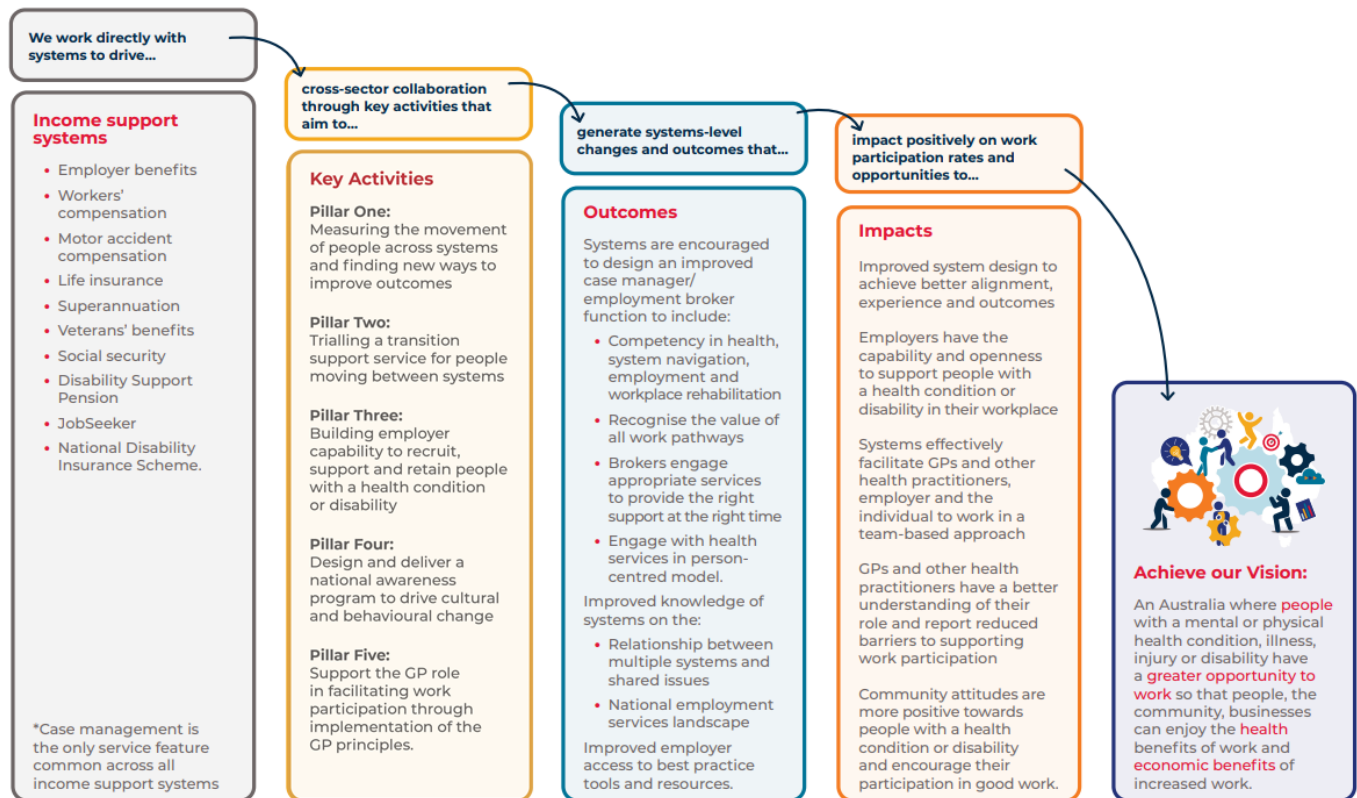 We work directly with
systems to drive...
Income support
systems
• Employer benefits
• Workers'
compensation
• Motor accident
compensation
• Life insurance
• Superannuation
• Veterans' benefits
• Social security
• Disability Support
Pension
• JobSeeker
• National Disability
Insurance Scheme.
*Case management is
the only service feature
common across all
income support systems
cross-sector collaboration
through key activities that
aim to...
Key Activities
Pillar One:
Measuring the movement
of people across systems
and finding new ways to
improve outcomes
Pillar Two:
Trialling a transition
support service for people
moving between systems
Pillar Three:
Building employer
capability to recruit,
support and retain people
with a health condition
or disability
Pillar Four:
Design and deliver a
national awareness
program to drive cultural
and behavioural change
Pillar Five:
Support the GP role
in facilitating work
participation through
implementation of the
GP principles.
generate systems-level
changes and outcomes that...
Outcomes
Systems are encouraged
to design an improved
case manager/
employment broker
function to include:
• Competency in health,
system navigation,
employment and
workplace rehabilitation
• Recognise the value of
all work pathways
• Brokers engage
appropriate services
to provide the right
support at the right time
• Engage with health
services in person-
centred model.
Improved knowledge of
systems on the:
• Relationship between
multiple systems and
shared issues
• National employment
services landscape
Improved employer
access to best practice
tools and resources.
impact positively on work
participation rates and
opportunities to...
Impacts
Improved system design to
achieve better alignment,
experience and outcomes
Employers have the
capability and openness
to support people with
a health condition or
disability in their workplace
Systems effectively
facilitate GPs and other
health practitioners,
employer and the
individual to work in a
team-based approach
GPs and other health
practitioners have a better
understanding of their
role and report reduced
barriers to supporting
work participation
Community attitudes are
more positive towards
people with a health
condition or disability
and encourage their
participation in good work.
Achieve our Vision:
An Australia where people
with a mental or physical
health condition, illness,
injury or disability have
a greater opportunity to
work so that people, the
community, businesses
can enjoy the health
benefits of work and
economic benefits of
increased work.